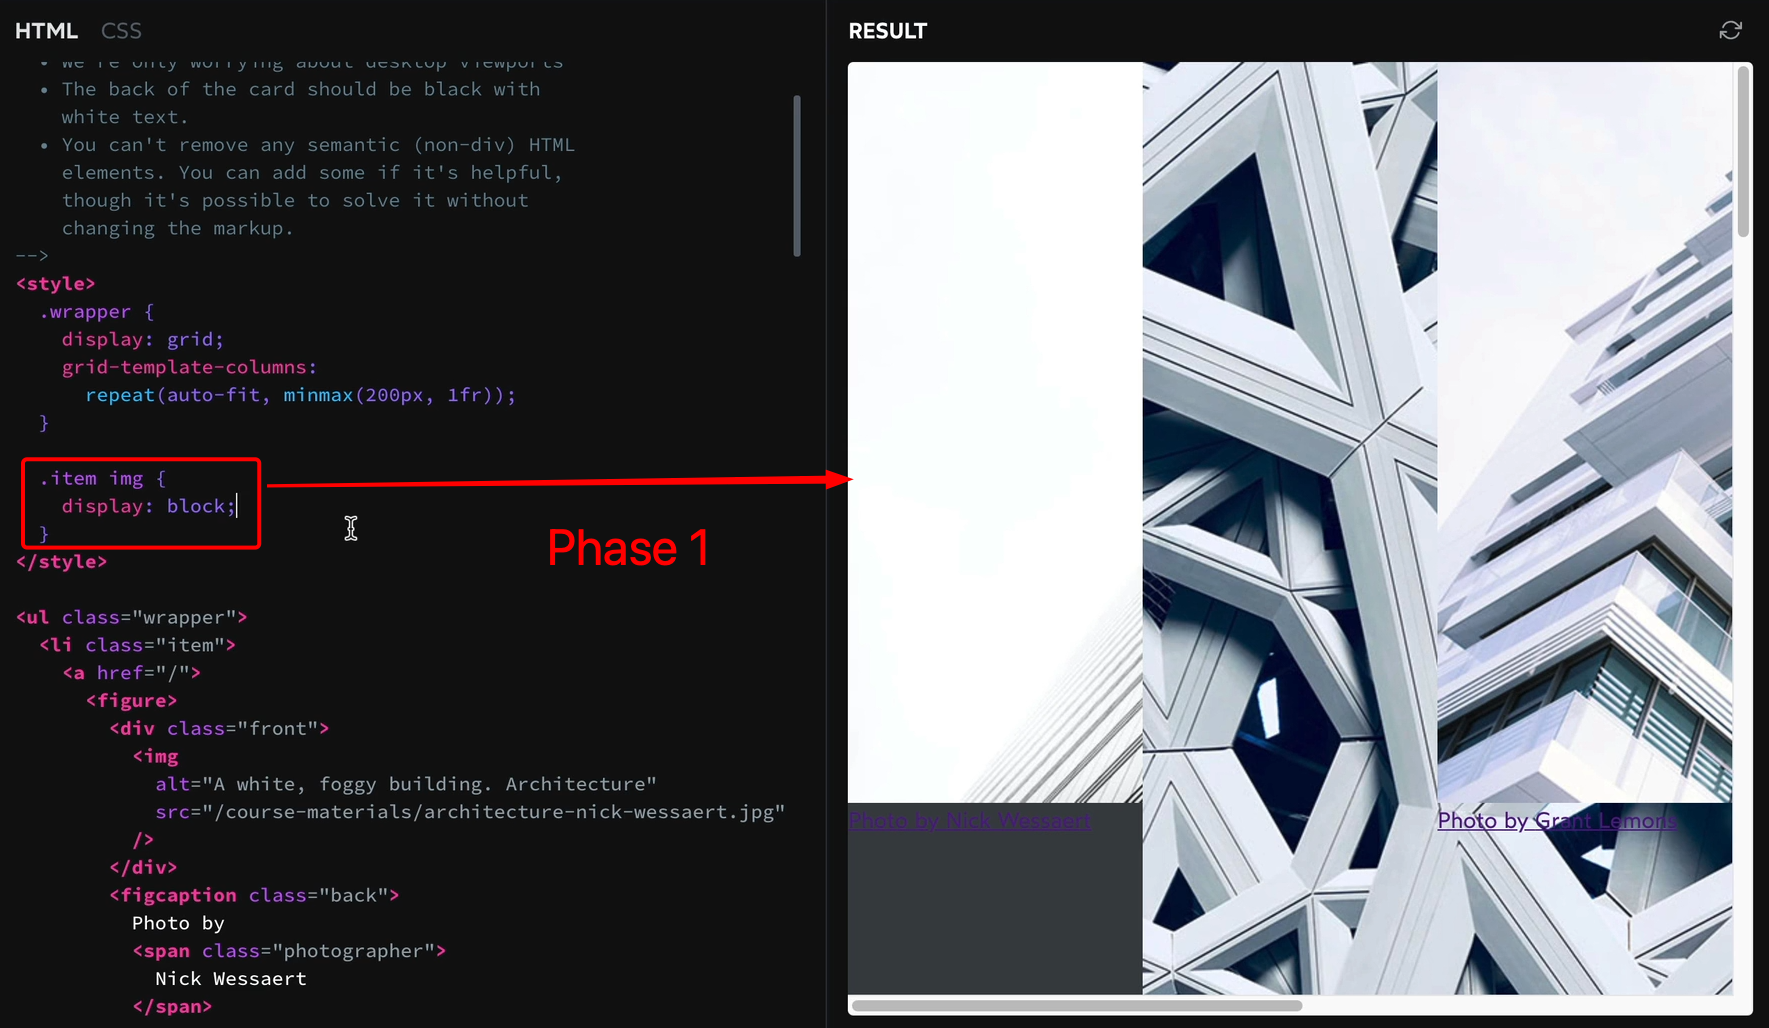 HTML CSS
• We're only worrying about desktop viewports
• The back of the card should be black with
white text.
• You can't remove any semantic (non-div) HTML
elements. You can add some if it's helpful,
though it's possible to solve it without
changing the markup.
-->
<style>
.wrapper {
display: grid;
grid-template-columns:
repeat(auto-fit, minmax(200px, 1fr));
}
.item img {
display: block;
}
</style>
<ul class="wrapper">
<li class="item">
<a href="/">
<figure>
<div class="front">
<img
alt="A white, foggy building. Architecture"
src="/course-materials/architecture-nick-wessaert.jpg"
/>
</div>
<figcaption class="back">
Photo by
<span class="photographer">
Nick Wessaert
</span>
Phase 1
RESULT
Photo by Nick Wessaert
Photo by Grant Lemons